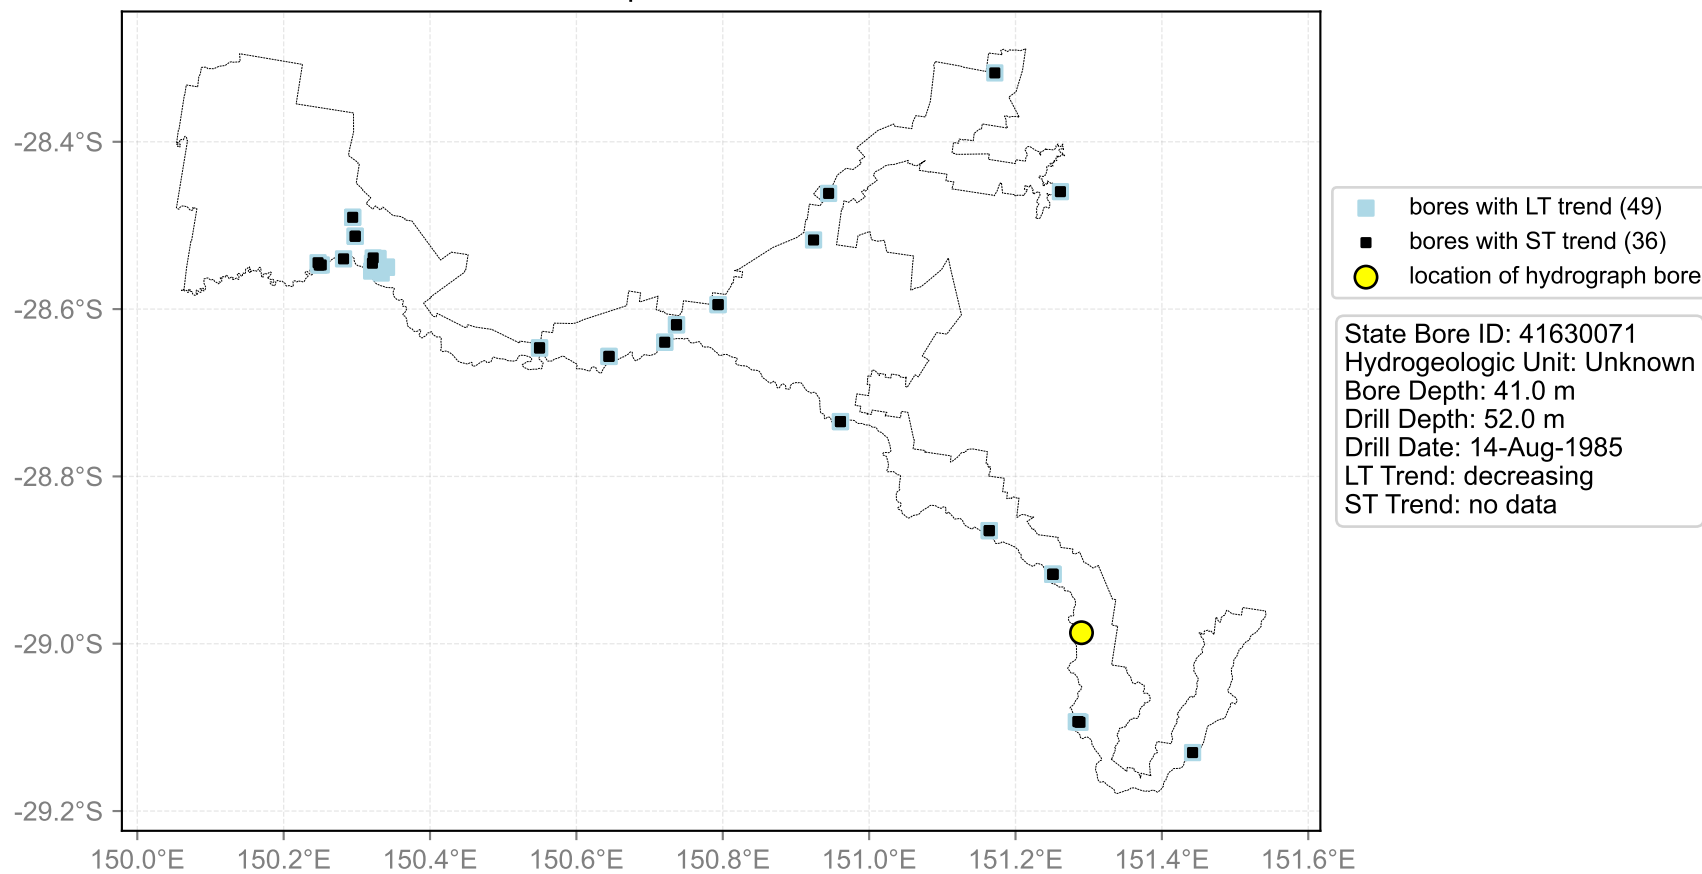 -28.4°S
-28.6°S
-28.8°S
-29.0°S
-29.2°S
150.0°E
150.2°E
150.4°E
150.6°E
150.8°E
151.0°E
151.2°E
151.4°E
151.6°E
bores with LT trend (49)
bores with ST trend (36)
location of hydrograph bore
State Bore ID: 41630071
Hydrogeologic Unit: Unknown
Bore Depth: 41.0 m
Drill Depth: 52.0 m
Drill Date: 14-Aug-1985
LT Trend: decreasing
ST Trend: no data